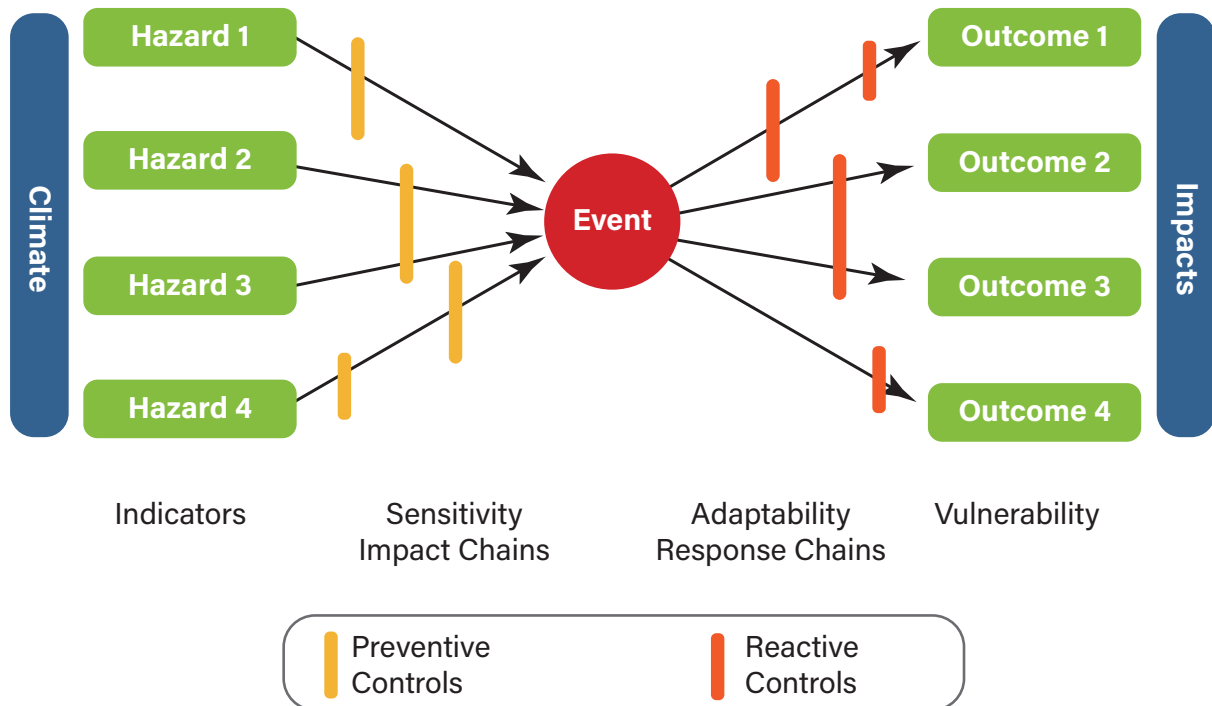 Climate
Hazard 1
Hazard 2
Hazard 3
Hazard 4
Event
Outcome 1
Outcome 2
Outcome 3
Outcome 4
Impacts
Indicators
Sensitivity
Impact Chains
Adaptability
Response Chains
Vulnerability
Preventive
Controls
Reactive
Controls